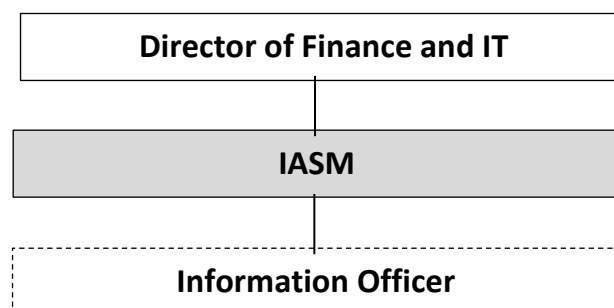 Director of Finance and IT
IASM
Information Officer